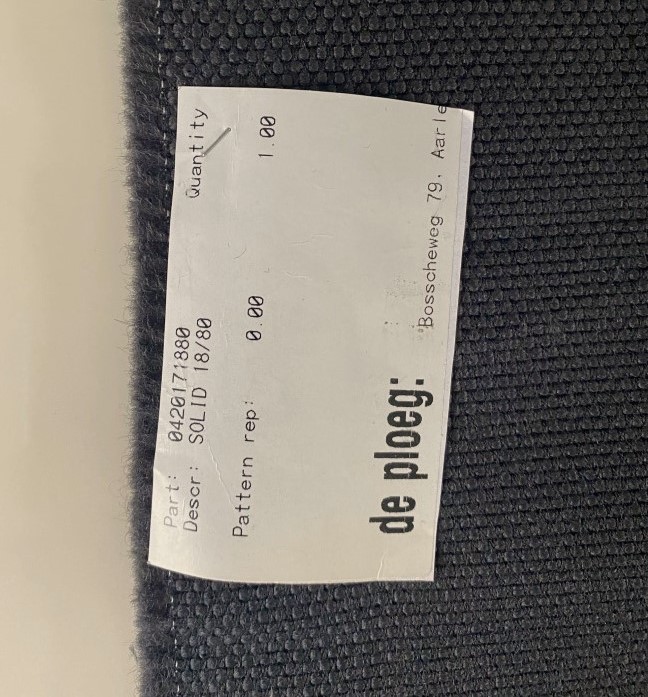 Part: 0420171880 Quantity
Descr: SOLID 18/80
Pattern rep: 0.00 1.00
de ploeg:
Bosscheweg 79. Aarle